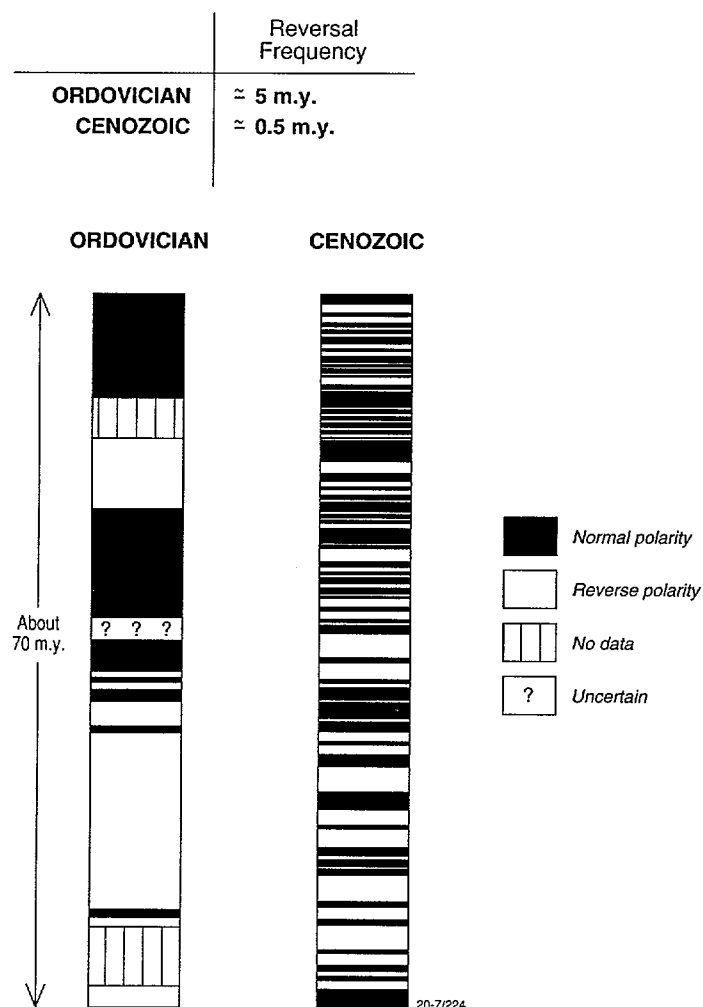 Reversal
Frequency
ORDOVICIAN ≃ 5 m.y.
CENOZOIC ≃ 0.5 m.y.
ORDOVICIAN CENOZOIC
About
70 m.y.
? ? ?
Normal polarity
Reverse polarity
No data
? Uncertain
20-7/224